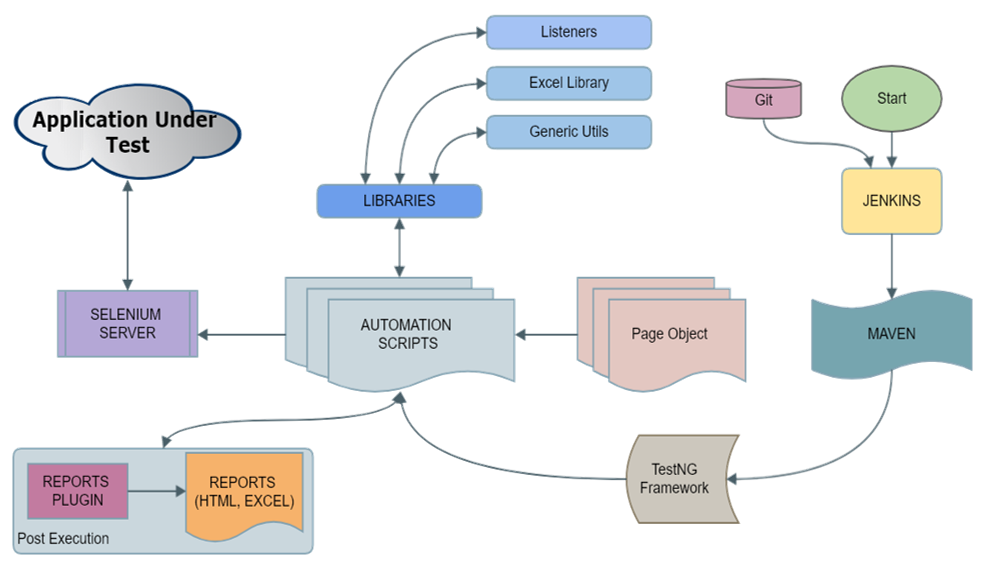 Listeners
Excel Library
Generic Utils
Git
Start
Application Under
Test
LIBRARIES
JENKINS
SELENIUM
SERVER
AUTOMATION
SCRIPTS
Page Object
MAVEN
TestNG
Framework
REPORTS
PLUGIN
REPORTS
(HTML, EXCEL)
Post Execution